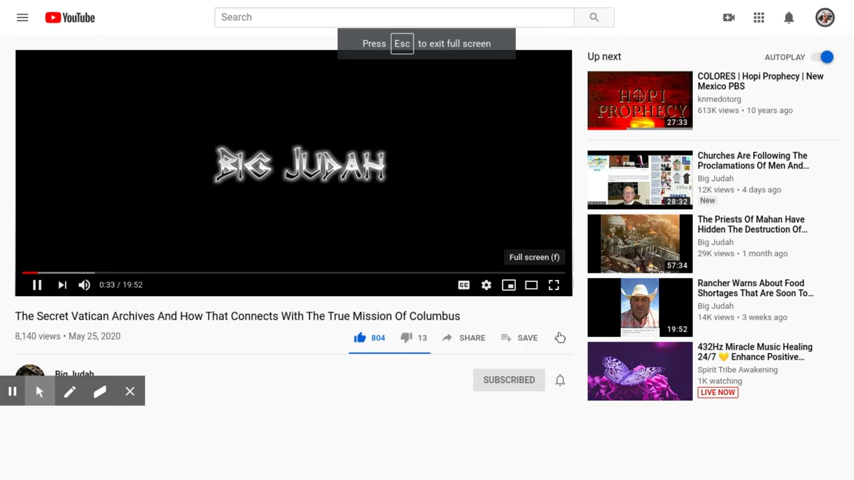 YouTube
Search
Press Esc to exit full screen
BIG JUDAH
Full screen (f)
0:33 / 19:52
CC
The Secret Vatican Archives And How That Connects With The True Mission Of Columbus
8,140 views • May 25, 2020
804
13
SHARE
SAVE
Big Judah
SUBSCRIBED
Up next
AUTOPLAY
HOPI
PROPHECY
27:33
COLORES | Hopi Prophecy | New
Mexico PBS
knmedotorg
613K views • 10 years ago
28:32
Churches Are Following The
Proclamations Of Men And...
Big Judah
12K views • 4 days ago
New
57:34
The Priests Of Mahan Have
Hidden The Destruction Of...
Big Judah
29K views • 1 month ago
19:52
Rancher Warns About Food
Shortages That Are Soon To...
Big Judah
14K views • 3 weeks ago
432Hz Miracle Music Healing
24/7 💛 Enhance Positive...
Spirit Tribe Awakening
1K watching
LIVE NOW